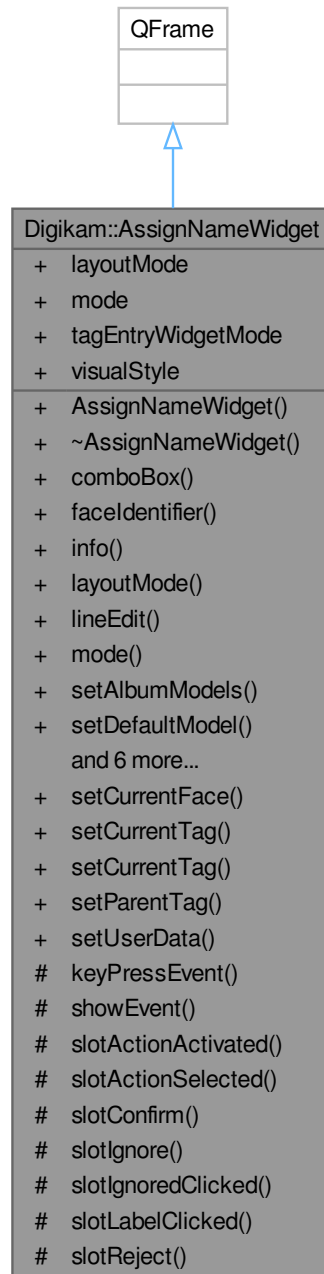 QFrame
Digikam::AssignNameWidget
+ layoutMode
+ mode
+ tagEntryWidgetMode
+ visualStyle
+ AssignNameWidget()
+ ~AssignNameWidget()
+ comboBox()
+ faceIdentifier()
+ info()
+ layoutMode()
+ lineEdit()
+ mode()
+ setAlbumModels()
+ setDefaultModel()
and 6 more...
+ setCurrentFace()
+ setCurrentTag()
+ setCurrentTag()
+ setParentTag()
+ setUserData()
# keyPressEvent()
# showEvent()
# slotActionActivated()
# slotActionSelected()
# slotConfirm()
# slotIgnore()
# slotIgnoredClicked()
# slotLabelClicked()
# slotReject()